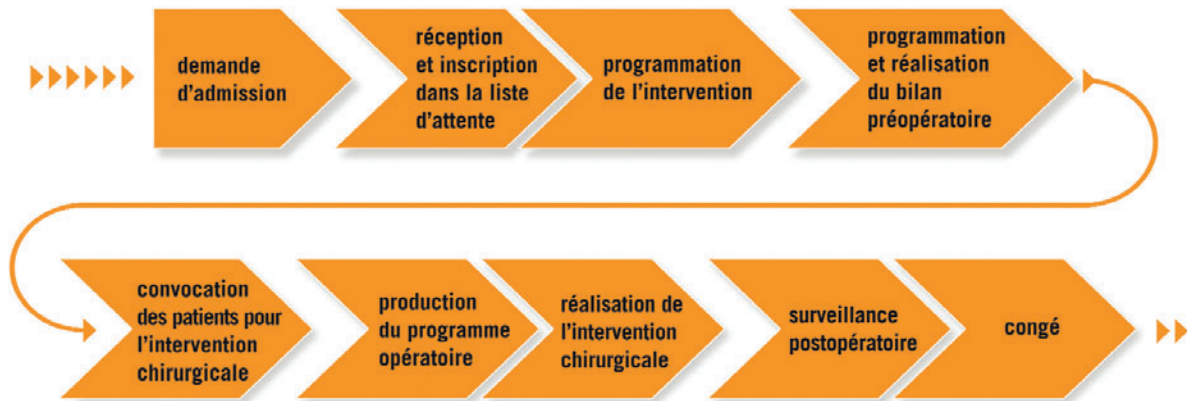 demande
d’admission
réception
et inscription
dans la liste
d’attente
programmation
de l’intervention
programmation
et réalisation
du bilan
préopératoire
convocation
des patients pour
l’intervention
chirurgicale
production
du programme
opératoire
réalisation de
l’intervention
chirurgicale
surveillance
postopératoire
congé